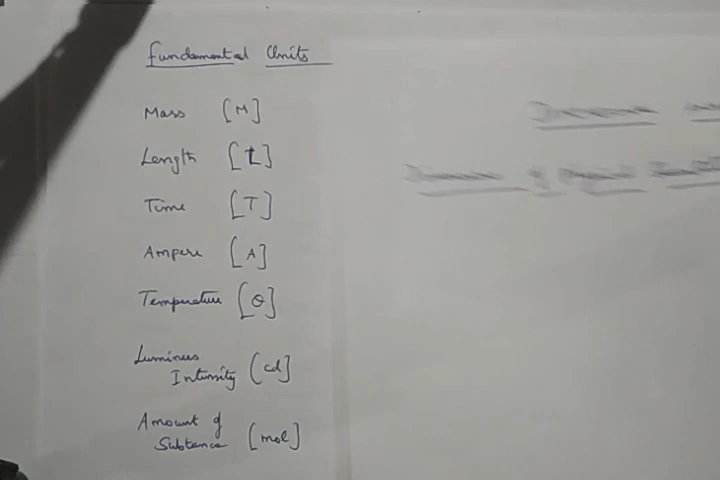 Fundamental Units
Mass [M]
Length [L]
Time [T]
Ampere [A]
Temperature [θ]
Luminous
Intensity [cd]
Amount of
Substance [mol]